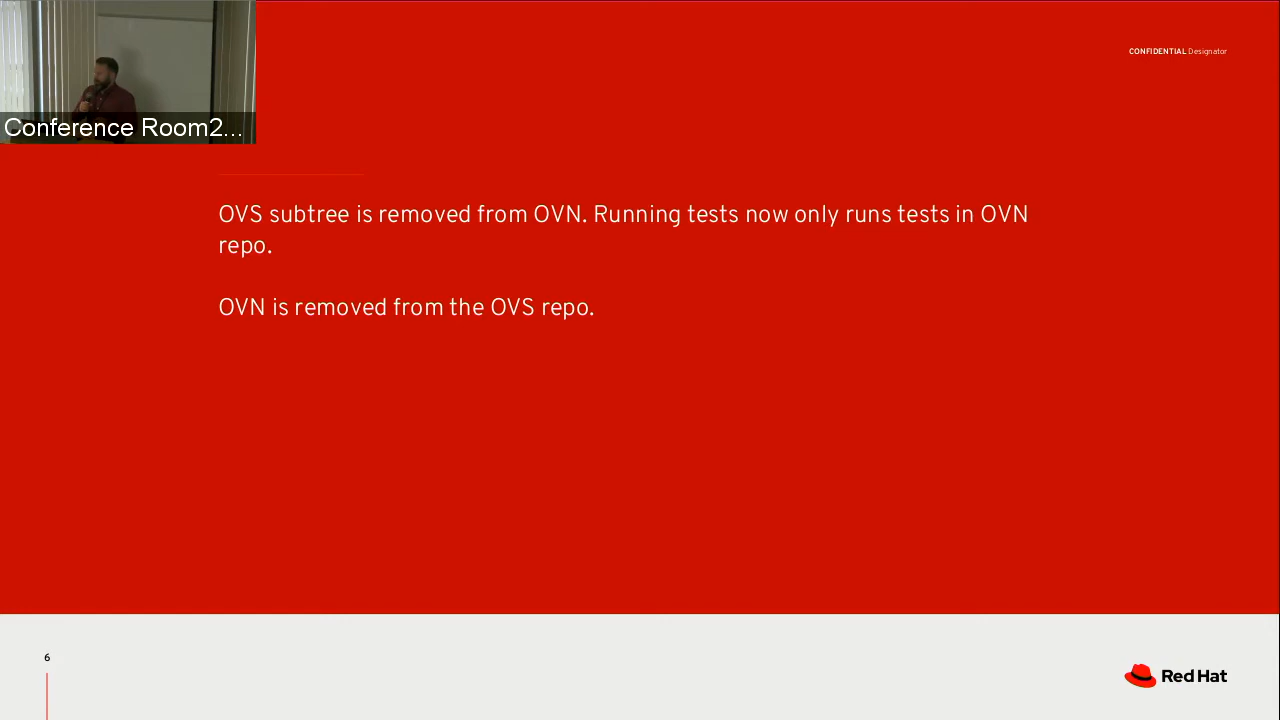 CONFIDENTIAL Designator
Conference Room2...
OVS subtree is removed from OVN. Running tests now only runs tests in OVN
repo.
OVN is removed from the OVS repo.
6
Red Hat